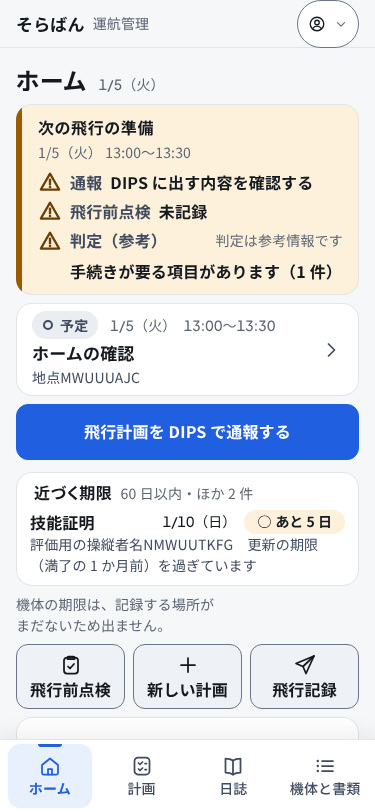 そらばん 運航管理
ホーム 1/5（火）
次の飛行の準備
1/5（火） 13:00〜13:30
通報 DIPS に出す内容を確認する
飛行前点検 未記録
判定（参考） 判定は参考情報です
手続きが要る項目があります（1 件）
予定 1/5（火） 13:00〜13:30
ホームの確認
地点MWUUUAJC
飛行計画を DIPS で通報する
近づく期限 60 日以内・ほか 2 件
技能証明 1/10（日） あと 5 日
評価用の操縦者名NMWUUTKFG 更新の期限
（満了の 1 か月前）を過ぎています
機体の期限は、記録する場所が
まだないため出ません。
飛行前点検 新しい計画 飛行記録
ホーム 計画 日誌 機体と書類